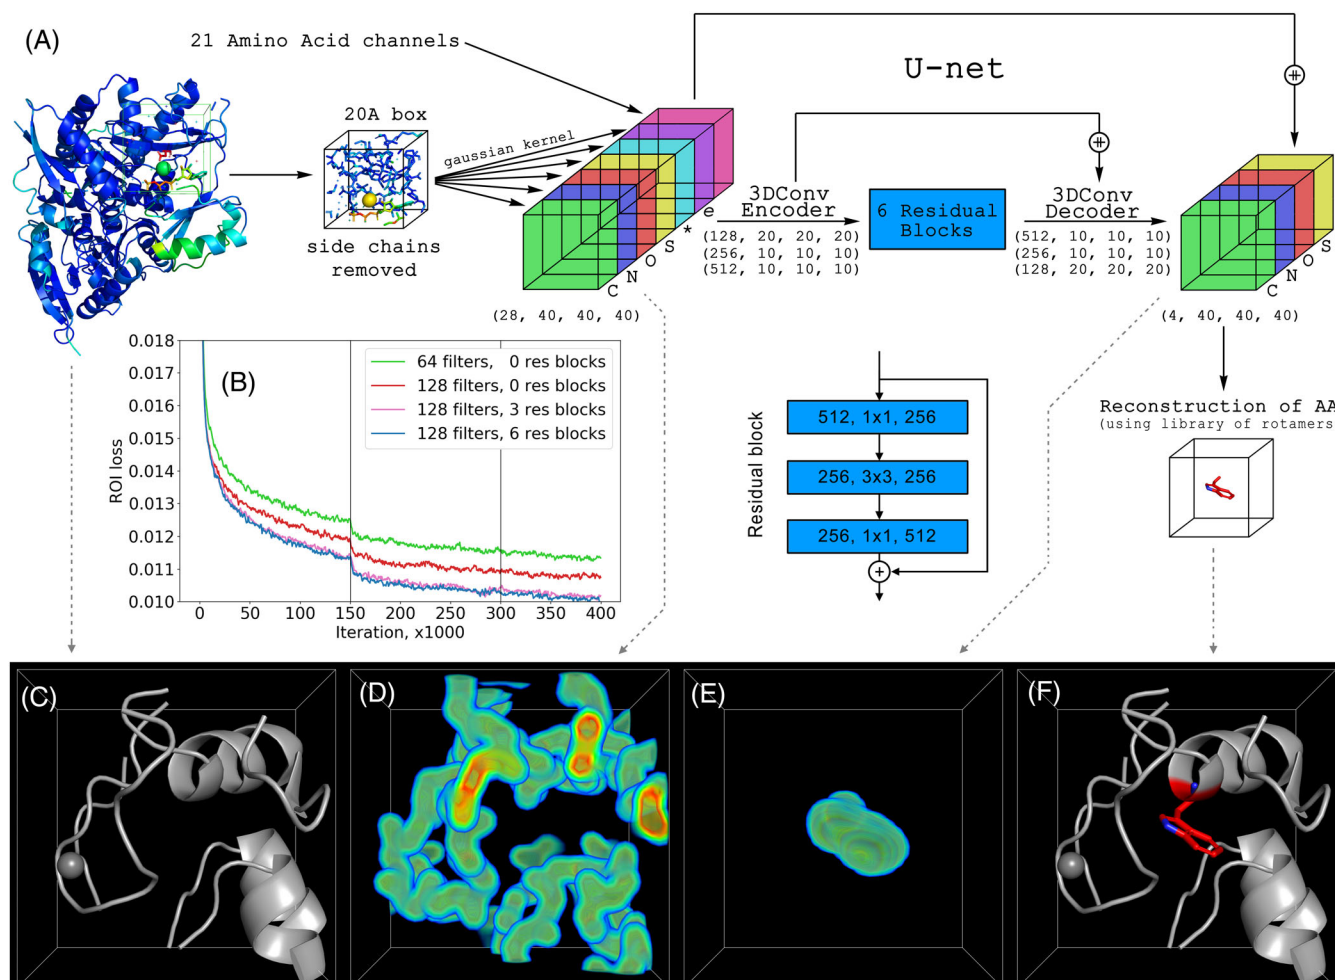 (A)
21 Amino Acid channels
U-net
20A box
gaussian kernel
side chains
removed
C N O S * e
(28, 40, 40, 40)
3DConv
Encoder
(128, 20, 20, 20)
(256, 10, 10, 10)
(512, 10, 10, 10)
6 Residual
Blocks
3DConv
Decoder
(512, 10, 10, 10)
(256, 10, 10, 10)
(128, 20, 20, 20)
C N O S
(4, 40, 40, 40)
Reconstruction of AA
(using library of rotamers
Residual block
512, 1x1, 256
256, 3x3, 256
256, 1x1, 512
+
(B)
64 filters, 0 res blocks
128 filters, 0 res blocks
128 filters, 3 res blocks
128 filters, 6 res blocks
ROI loss
0.018
0.017
0.016
0.015
0.014
0.013
0.012
0.011
0.010
0 50 100 150 200 250 300 350 400
Iteration, x1000
(C)
(D)
(E)
(F)